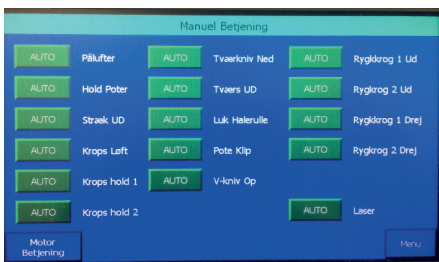 Manuel Betjening
AUTO Pålufter AUTO Tværkniv Ned AUTO Rygkkrog 1 Ud
AUTO Hold Poter AUTO Tværs UD AUTO Rygkrog 2 Ud
AUTO Stræk UD AUTO Luk Halerulle AUTO Rygkkrog 1 Drej
AUTO Krops Løft AUTO Pote Klip AUTO Rygkrog 2 Drej
AUTO Krops hold 1 AUTO V-kniv Op
AUTO Krops hold 2 AUTO Laser
Motor
Betjening
Menu